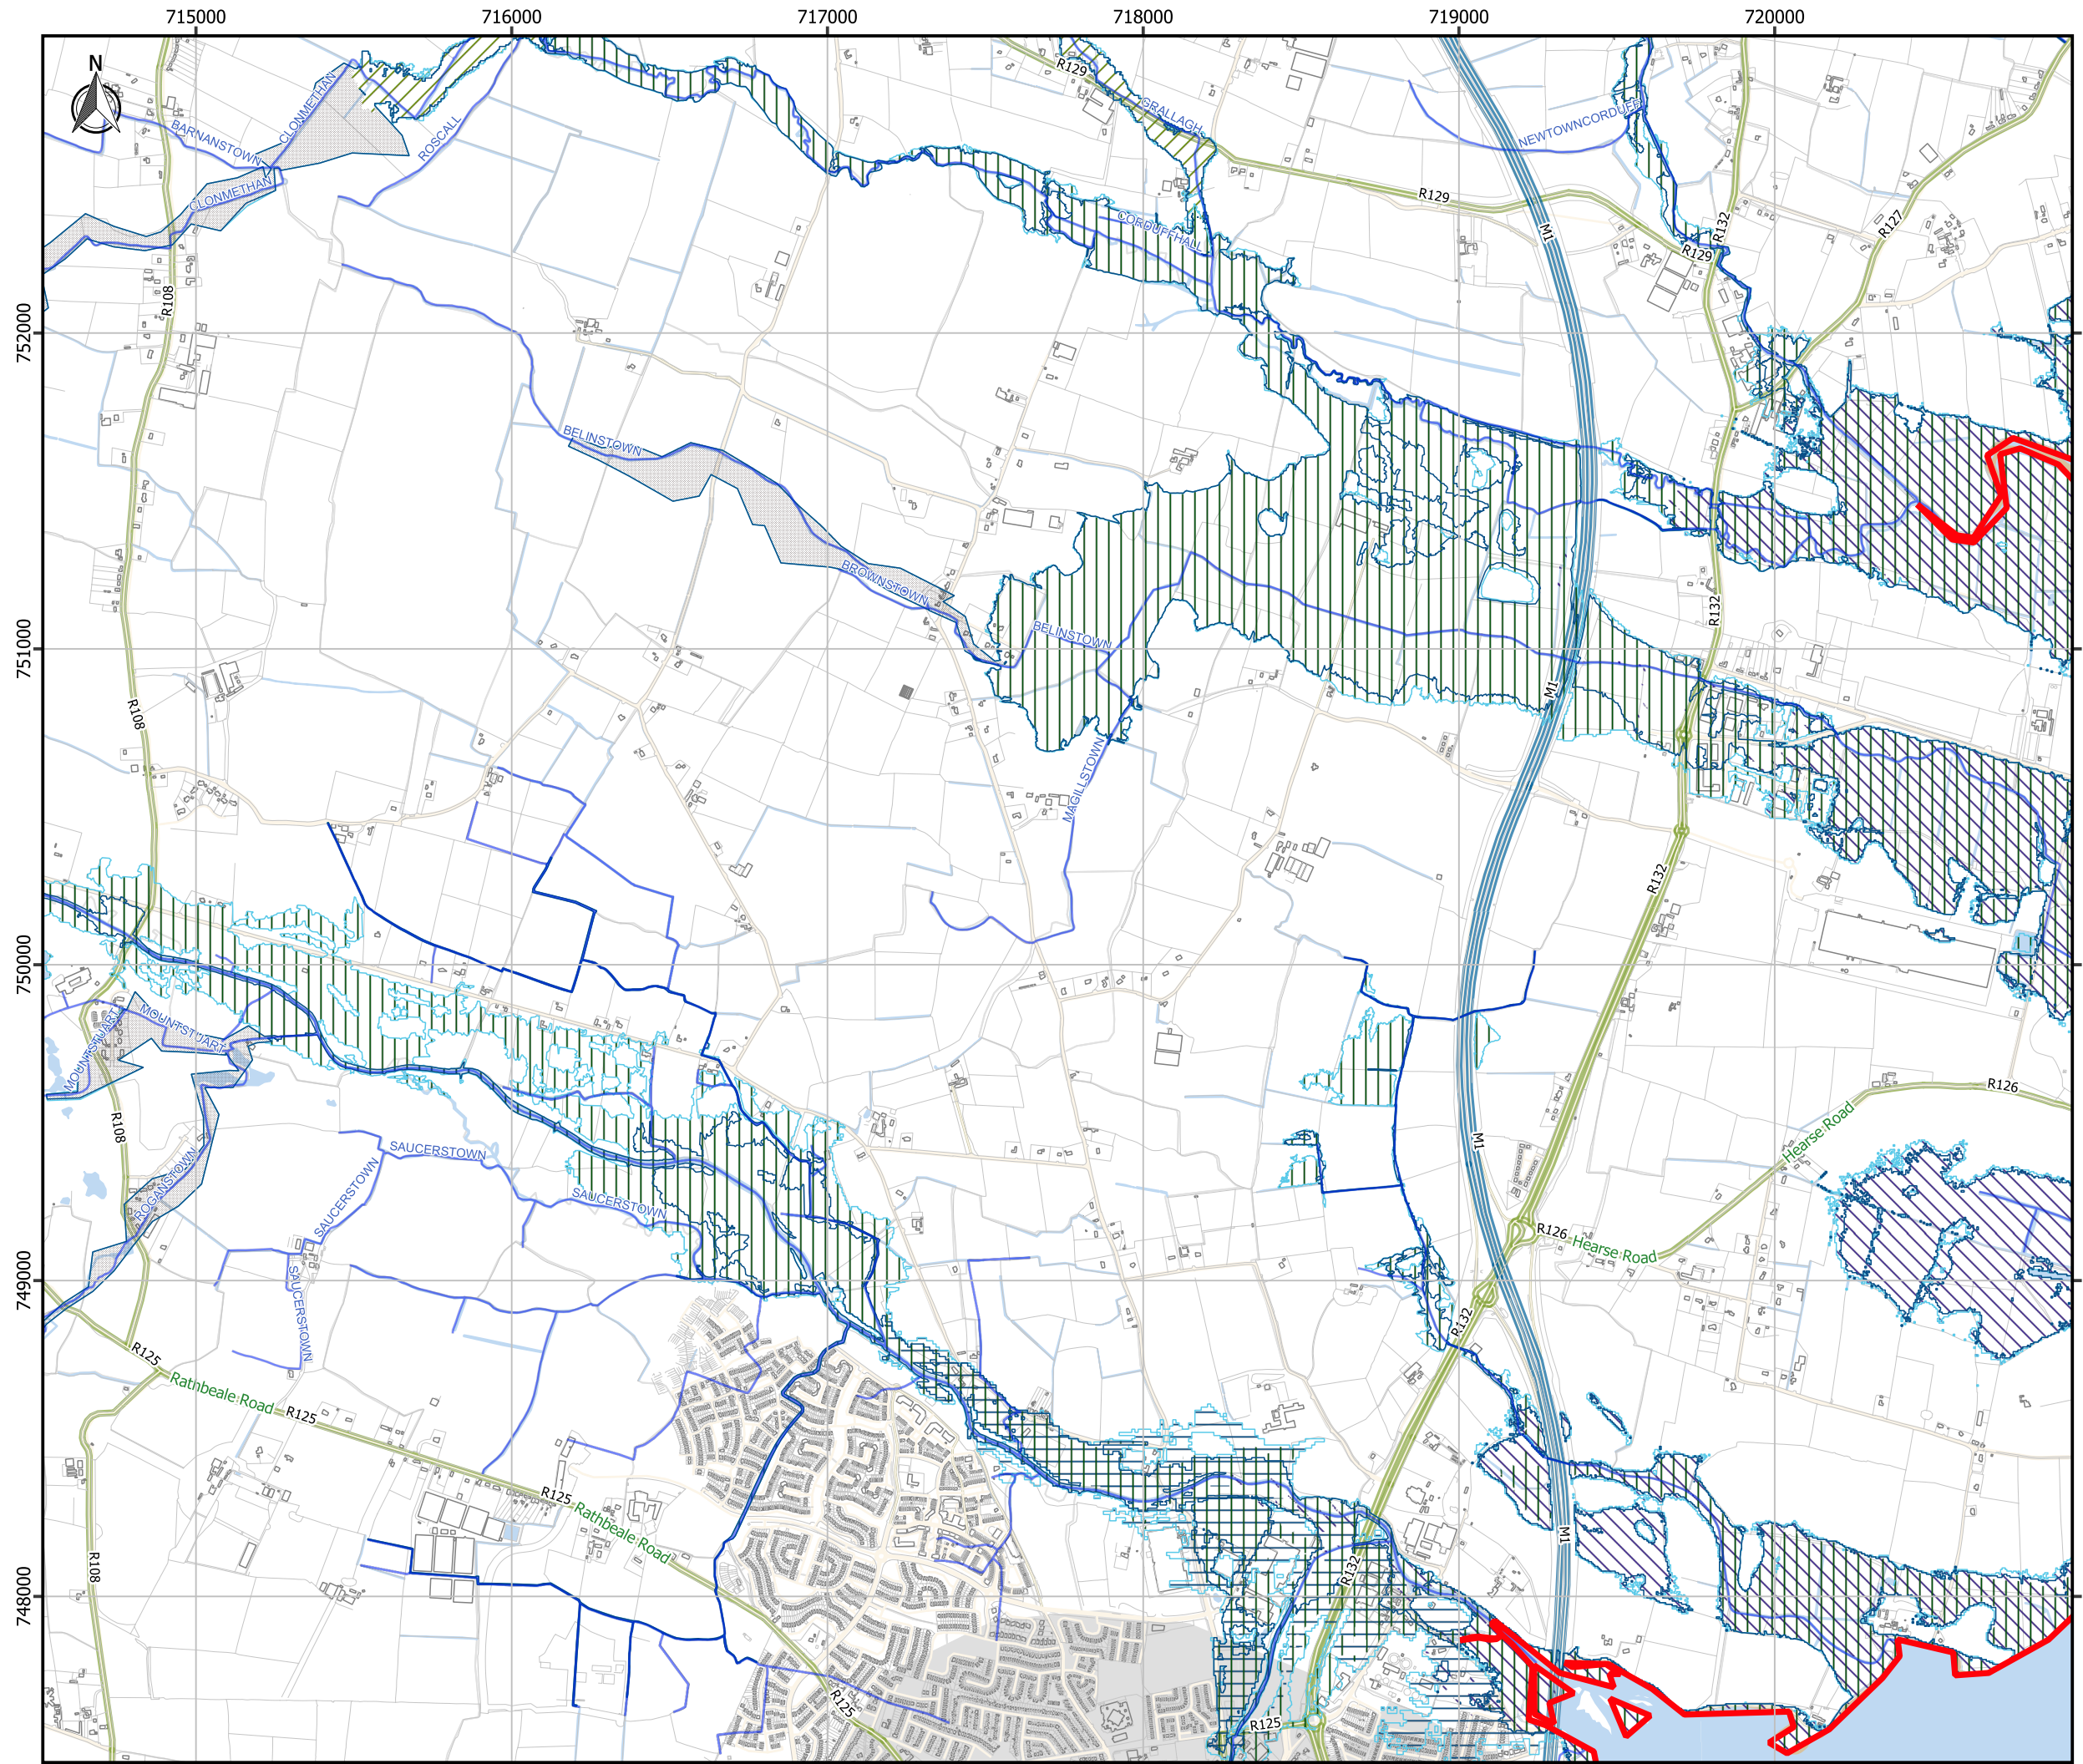 715000
716000
717000
718000
719000
720000
N
R129
GRALLAGH
NEWTOWNCORDUFF
CLONMETHAN
BARNANSTOWN
ROSCALL
CLONMETHAN
R129
CORDUFFHALL
R132
R127
M1
R129
R108
752000
BELINSTOWN
BROWNSTOWN
R132
BELINSTOWN
751000
M1
R108
MAGILLSTOWN
R132
750000
MOUNTSTUART
MOUNTSTUART
R126
R108
Hearse Road
M1
SAUCERSTOWN
ROGANSTOWN
SAUCERSTOWN
SAUCERSTOWN
R126
Hearse Road
749000
SAUCERSTOWN
R132
R125
Rathbeale Road
R125
R125
Rathbeale Road
M1
R108
R132
748000
R125
R125